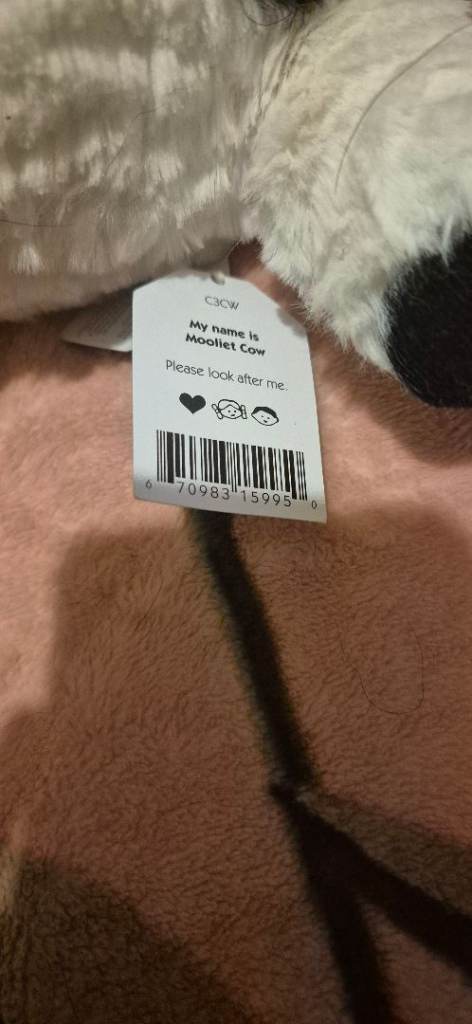 C3CW
My name is
Mooliet Cow
Please look after me.
6 70983 15995 0